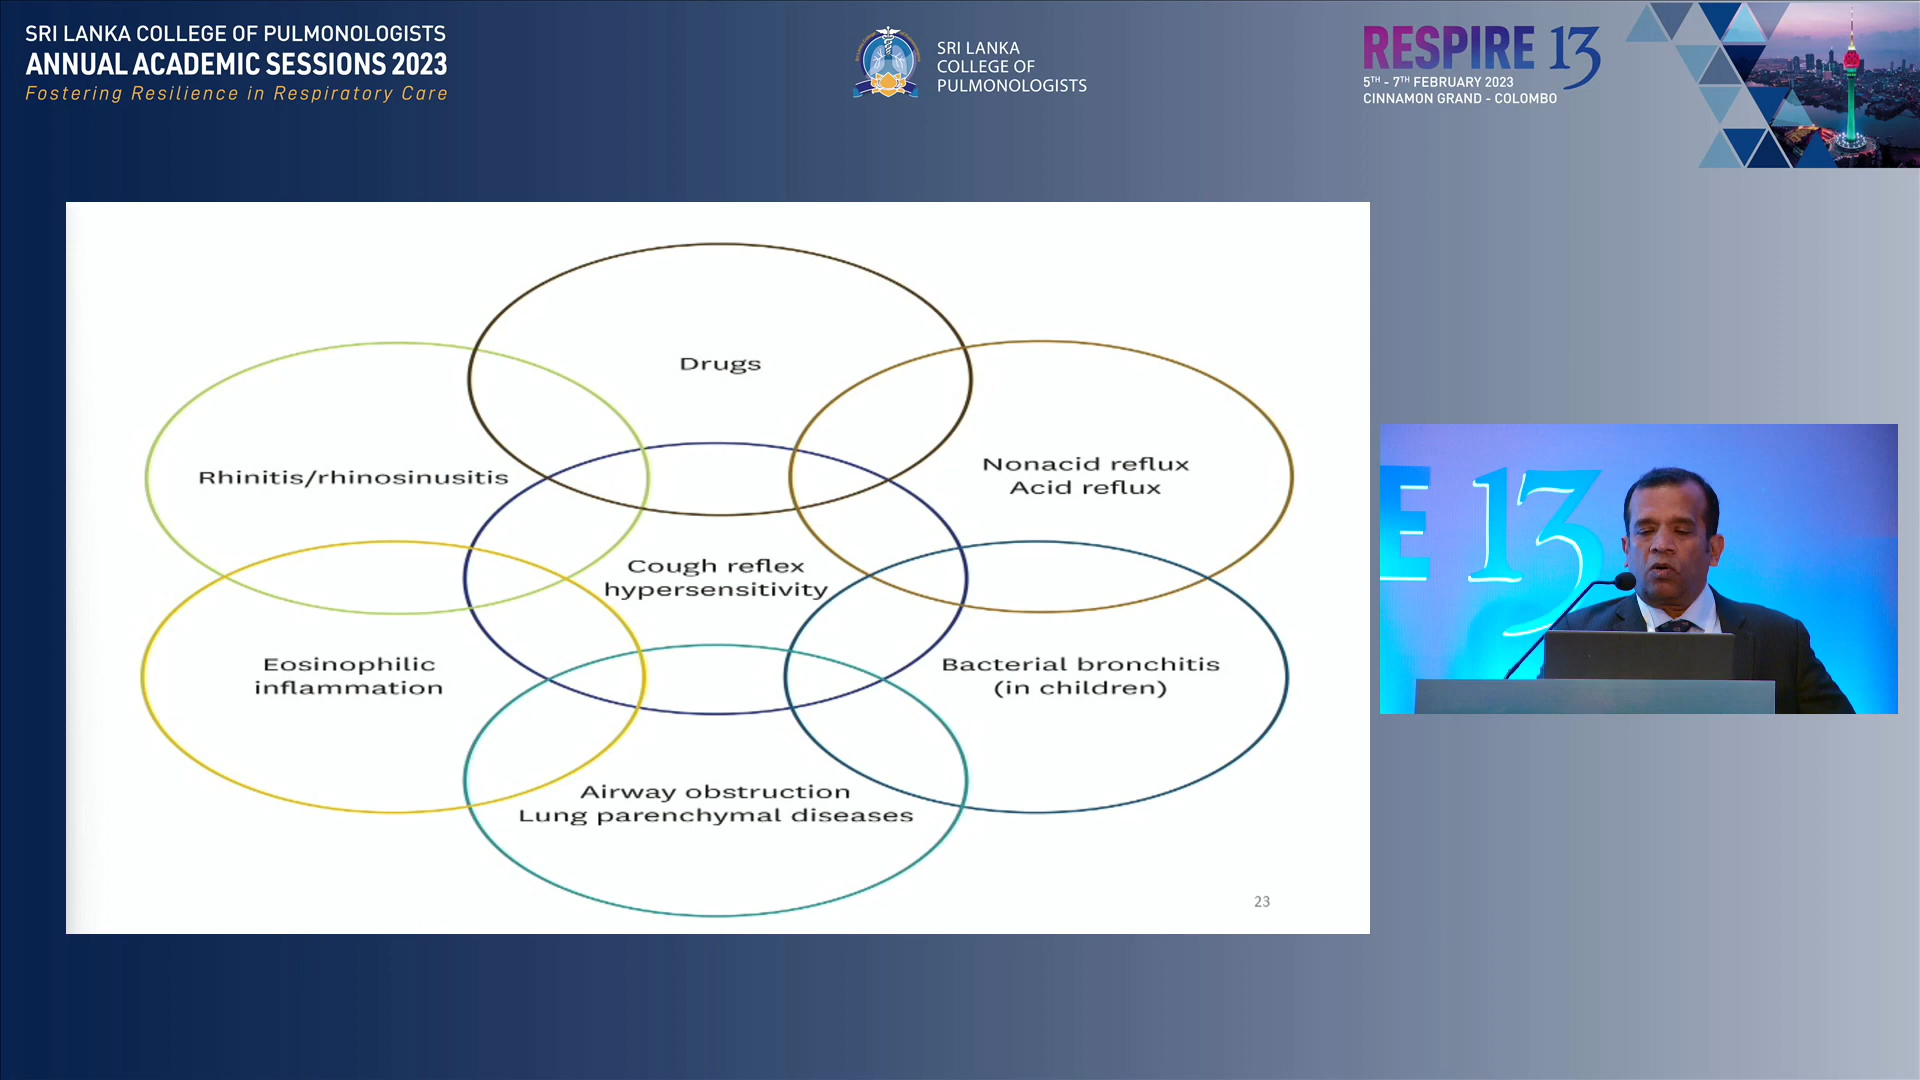 SRI LANKA COLLEGE OF PULMONOLOGISTS
ANNUAL ACADEMIC SESSIONS 2023
Fostering Resilience in Respiratory Care
SRI LANKA
COLLEGE OF
PULMONOLOGISTS
RESPIRE 13
5TH - 7TH FEBRUARY 2023
CINNAMON GRAND - COLOMBO
Drugs
Rhinitis/rhinosinusitis
Nonacid reflux
Acid reflux
Cough reflex
hypersensitivity
Eosinophilic
inflammation
Bacterial bronchitis
(in children)
Airway obstruction
Lung parenchymal diseases
23
E 13